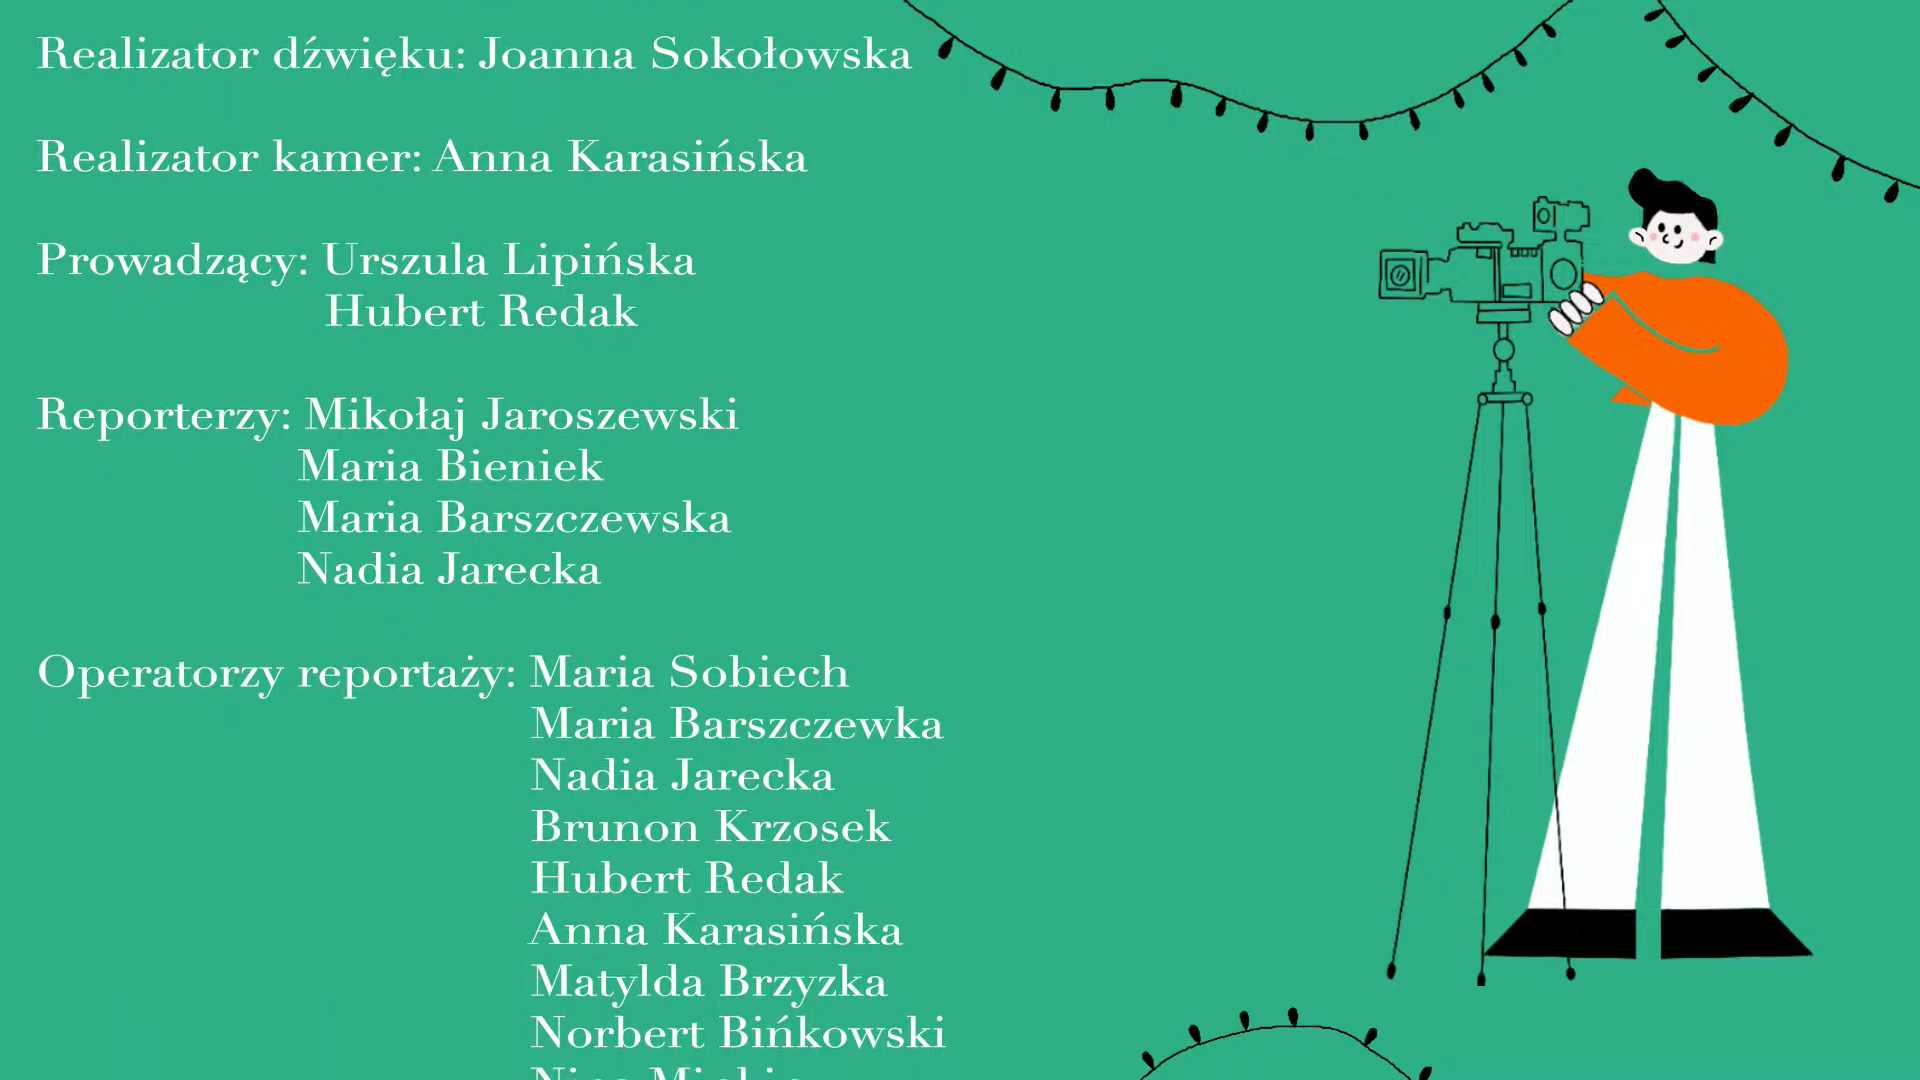 Realizator dźwięku: Joanna Sokołowska
Realizator kamer: Anna Karasińska
Prowadzący: Urszula Lipińska
Hubert Redak
Reporterzy: Mikołaj Jaroszewski
Maria Bieniek
Maria Barszczewska
Nadia Jarecka
Operatorzy reportaży: Maria Sobiech
Maria Barszczewka
Nadia Jarecka
Brunon Krzosek
Hubert Redak
Anna Karasińska
Matylda Brzyzka
Norbert Bińkowski